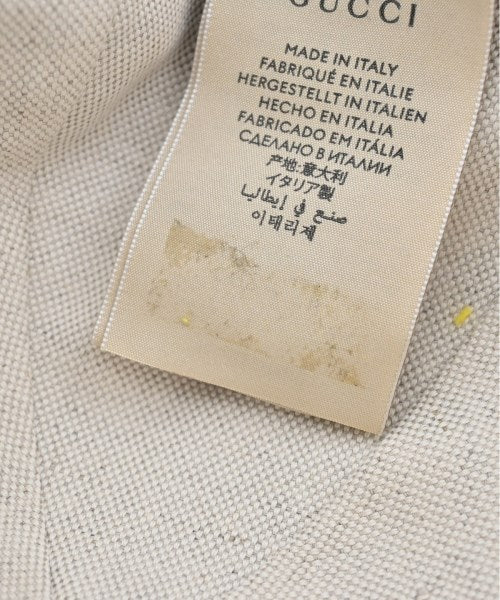 GUCCI
MADE IN ITALY
FABRIQUÉ EN ITALIE
HERGESTELLT IN ITALIEN
HECHO EN ITALIA
FABRICADO EM ITÁLIA
СДЕЛАНО В ИТАЛИИ
产地:意大利
イタリア製
صنع في إيطاليا
이태리제